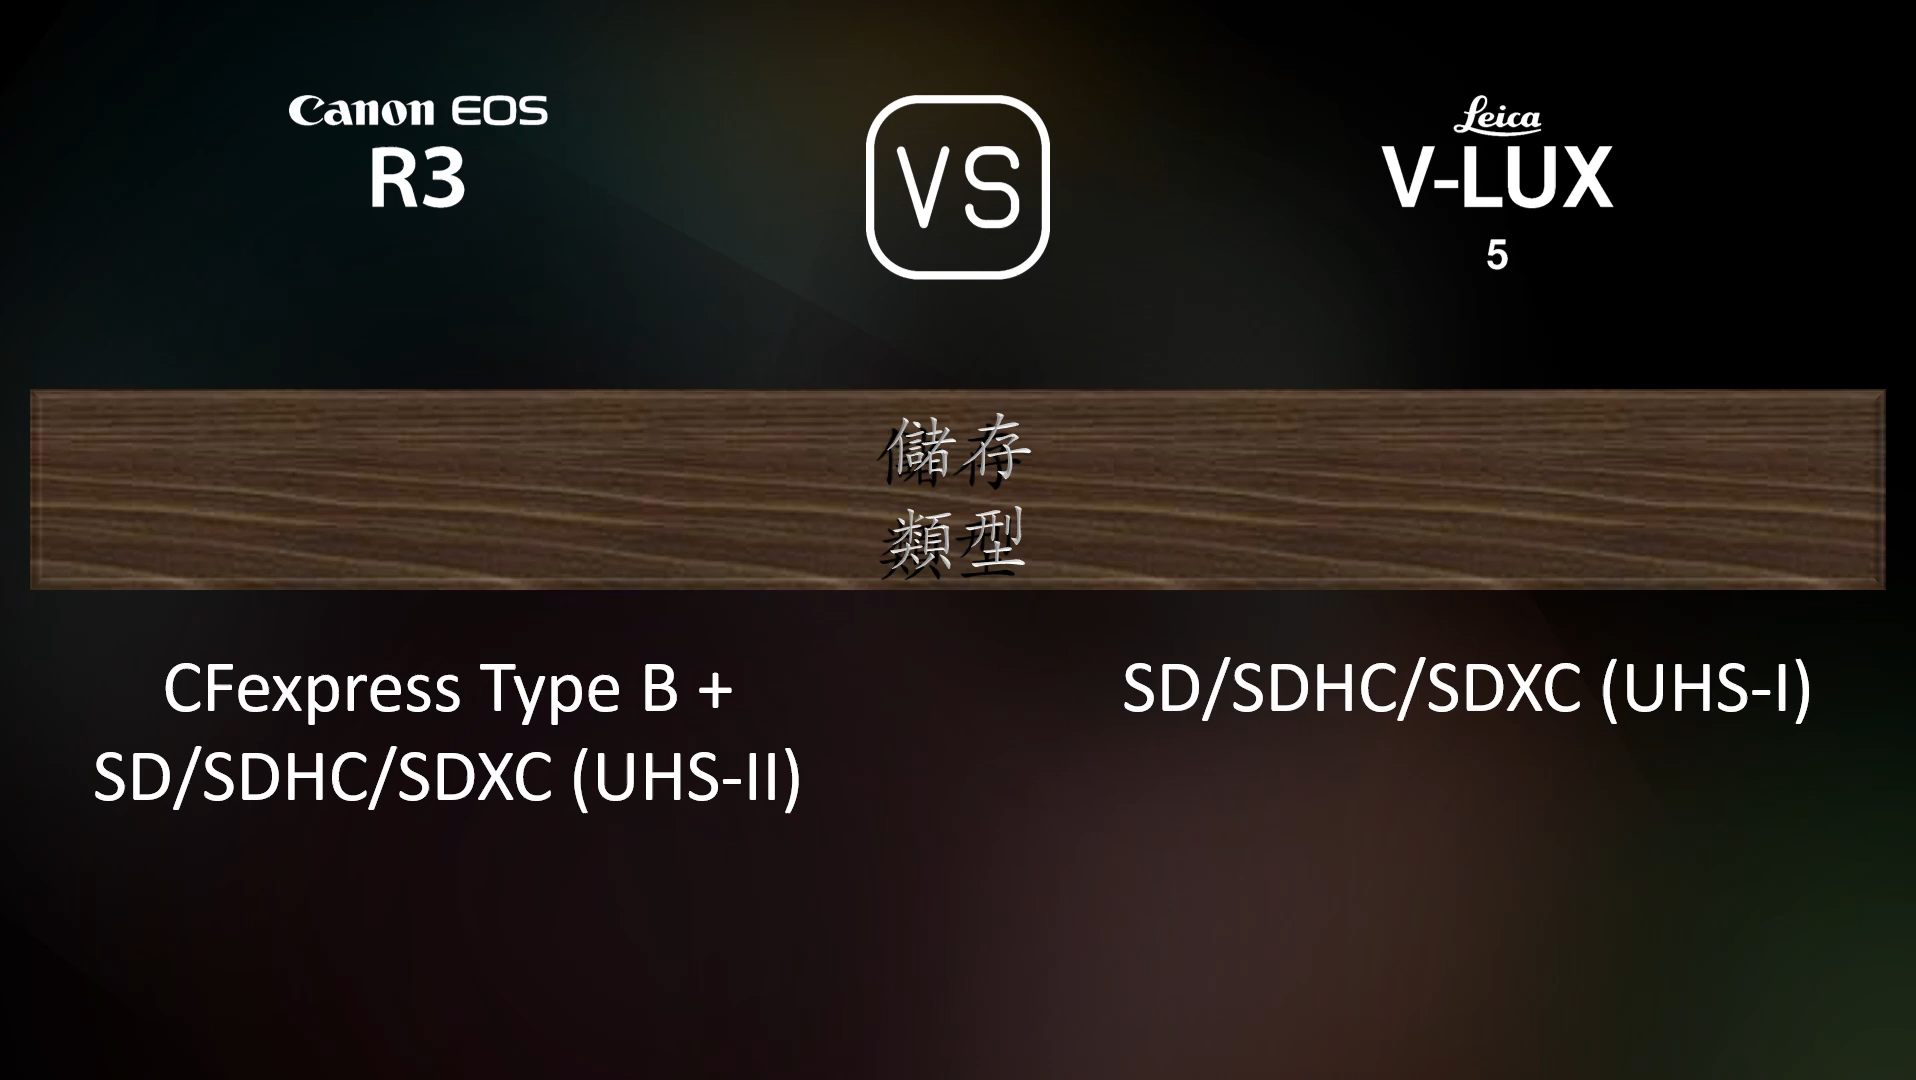 Canon EOS
R3
VS
Leica
V-LUX
5
儲存
類型
CFexpress Type B +
SD/SDHC/SDXC (UHS-II)
SD/SDHC/SDXC (UHS-I)